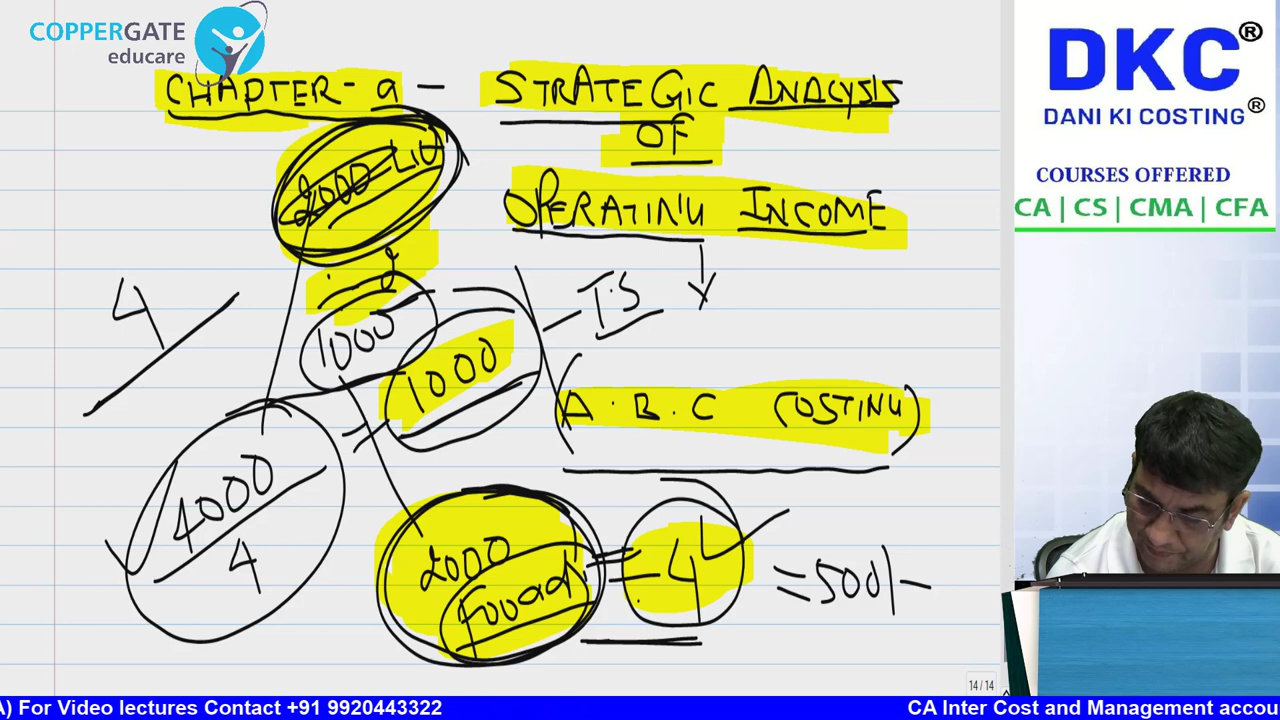 COPPERGATE
educare
CHAPTER-9 - STRATEGIC ANALYSIS
OF
OPERATING INCOME
2000
4
1000
1000
T.S
(A.B.C COSTING)
4000
4
2000
= 4
= 500/-
14/14
DKC®
DANI KI COSTING®
COURSES OFFERED
CA | CS | CMA | CFA
A) For Video lectures Contact +91 9920443322
CA Inter Cost and Management accou